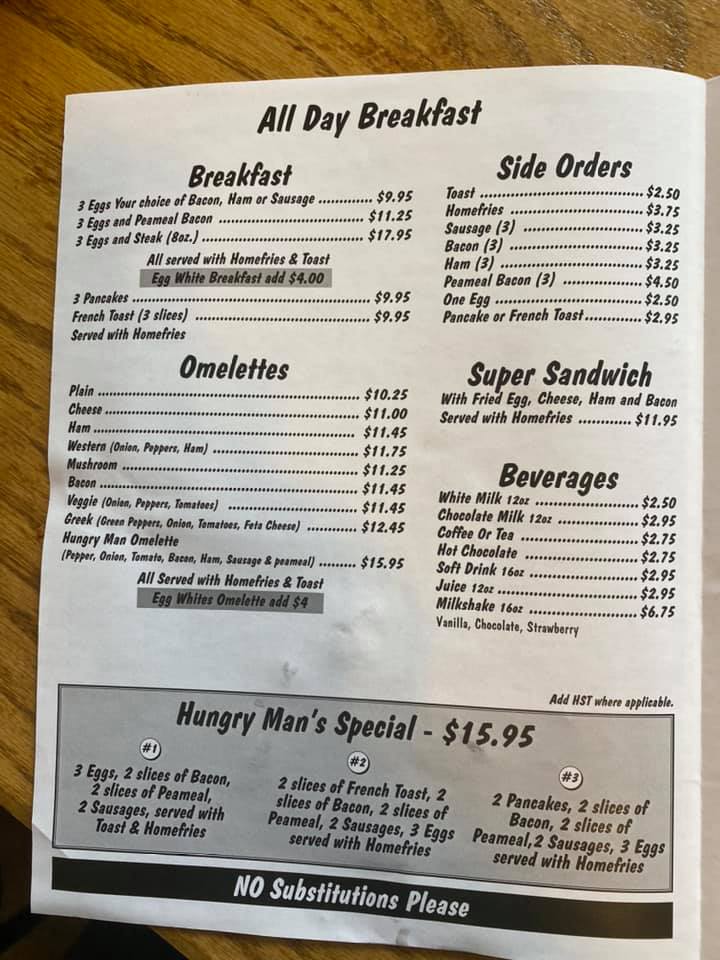 All Day Breakfast
Breakfast
3 Eggs Your choice of Bacon, Ham or Sausage ............ $9.95
3 Eggs and Peameal Bacon ................................ $11.25
3 Eggs and Steak (8oz.) ................................... $17.95
All served with Homefries & Toast
Egg White Breakfast add $4.00
3 Pancakes .................................................. $9.95
French Toast (3 slices) ..................................... $9.95
Served with Homefries
Omelettes
Plain ........................................................ $10.25
Cheese ...................................................... $11.00
Ham ......................................................... $11.45
Western (Onion, Peppers, Ham) .............................. $11.75
Mushroom ................................................... $11.25
Bacon ....................................................... $11.45
Veggie (Onion, Peppers, Tomatoes) ........................... $11.45
Greek (Green Peppers, Onion, Tomatoes, Feta Cheese) ............ $12.45
Hungry Man Omelette
(Pepper, Onion, Tomato, Bacon, Ham, Sausage & peameal) ......... $15.95
All Served with Homefries & Toast
Egg Whites Omelette add $4
Side Orders
Toast ..................................... $2.50
Homefries ................................ $3.75
Sausage (3) .............................. $3.25
Bacon (3) ................................ $3.25
Ham (3) .................................. $3.25
Peameal Bacon (3) ................... $4.50
One Egg .................................. $2.50
Pancake or French Toast............. $2.95
Super Sandwich
With Fried Egg, Cheese, Ham and Bacon
Served with Homefries ............ $11.95
Beverages
White Milk 12oz ........................ $2.50
Chocolate Milk 12oz ................... $2.95
Coffee Or Tea ........................... $2.75
Hot Chocolate .......................... $2.75
Soft Drink 16oz ........................ $2.95
Juice 12oz ............................... $2.95
Milkshake 16oz ......................... $6.75
Vanilla, Chocolate, Strawberry
Add HST where applicable.
Hungry Man's Special - $15.95
#1
3 Eggs, 2 slices of Bacon,
2 slices of Peameal,
2 Sausages, served with
Toast & Homefries
#2
2 slices of French Toast, 2
slices of Bacon, 2 slices of
Peameal, 2 Sausages, 3 Eggs
served with Homefries
#3
2 Pancakes, 2 slices of
Bacon, 2 slices of
Peameal,2 Sausages, 3 Eggs
served with Homefries
NO Substitutions Please